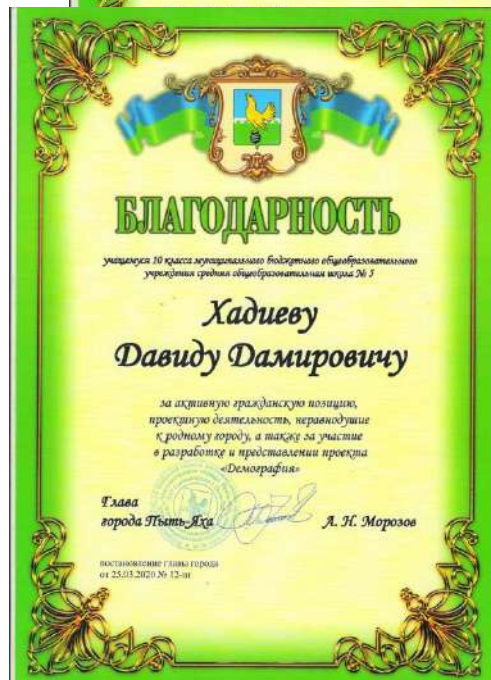 БЛАГОДАРНОСТЬ
учащемуся 10 класса муниципального бюджетного общеобразовательного
учреждения средняя общеобразовательная школа № 5
Хадиеву
Давиду Дамировичу
за активную гражданскую позицию,
проектную деятельность, неравнодушие
к родному городу, а также за участие
в разработке и представлении проекта
«Демография»
Глава
города Пыть-Яха А. Н. Морозов
постановление главы города
от 25.03.2020 № 12-пг